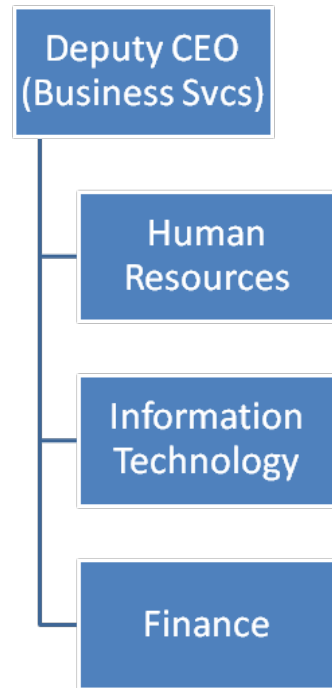 Deputy CEO
(Business Svcs)
Human
Resources
Information
Technology
Finance